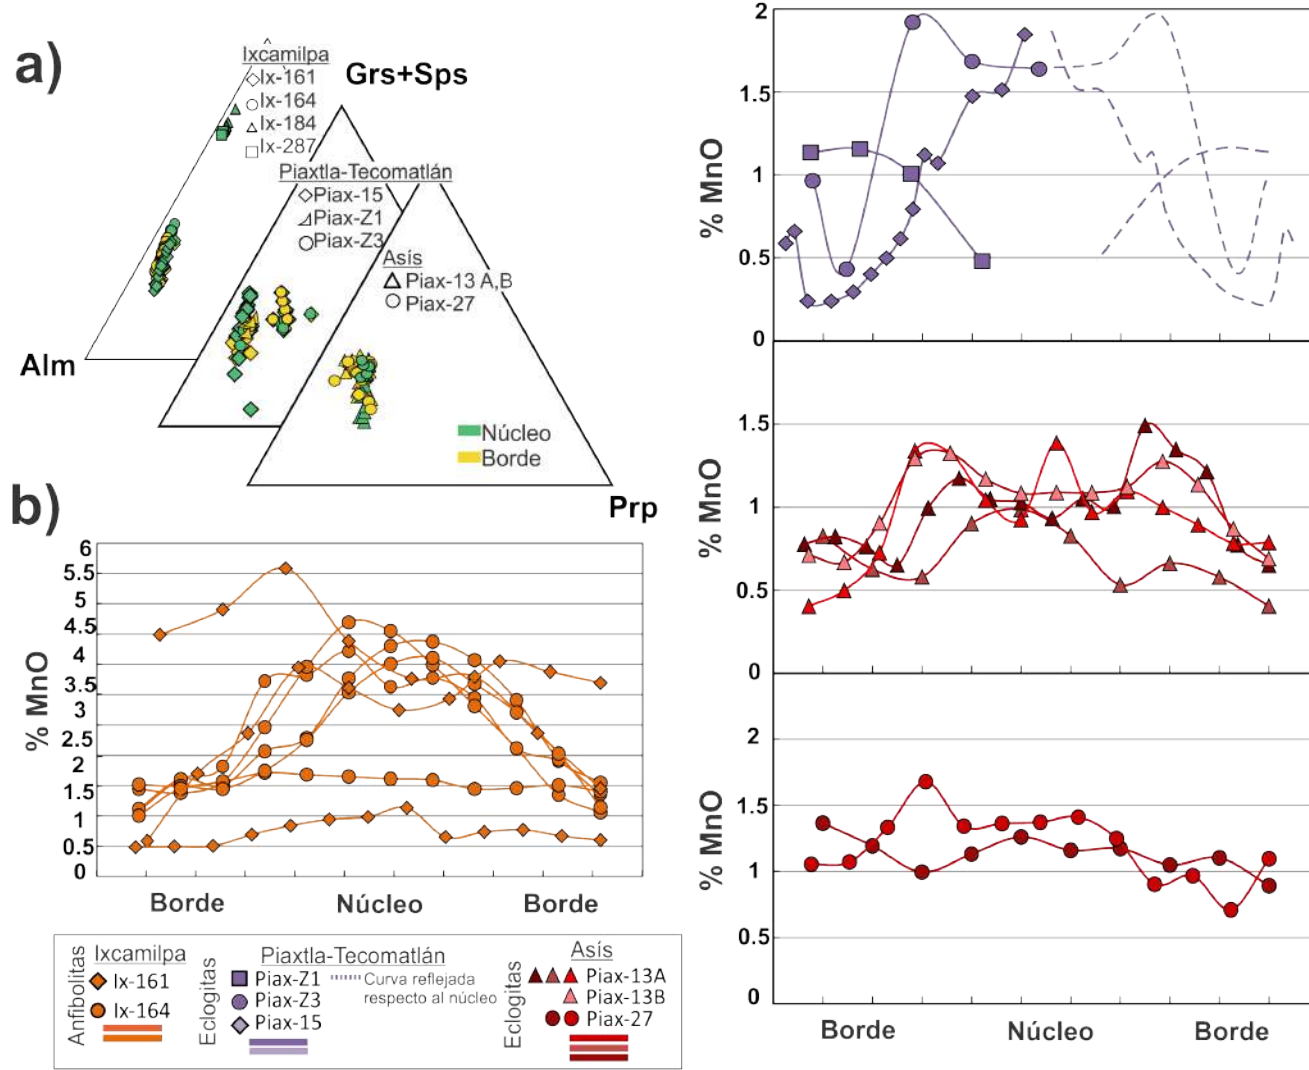 a)
Ixcamilpa
Ix-161
Ix-164
Ix-184
Ix-287
Grs+Sps
Piaxtla-Tecomatlán
Piax-15
Piax-Z1
Piax-Z3
Asís
Piax-13 A,B
Piax-27
Alm
Núcleo
Borde
Prp
b)
% MnO
6
5.5
5
4.5
4
3.5
3
2.5
2
1.5
1
0.5
0
Borde Núcleo Borde
% MnO
2
1.5
1
0.5
0
% MnO
1.5
1
0.5
0
% MnO
2
1.5
1
0.5
0
Borde Núcleo Borde
Anfibolitas
Ixcamilpa
Ix-161
Ix-164
Eclogitas
Piaxtla-Tecomatlán
Piax-Z1
Piax-Z3
Piax-15
Curva reflejada
respecto al núcleo
Eclogitas
Asís
Piax-13A
Piax-13B
Piax-27